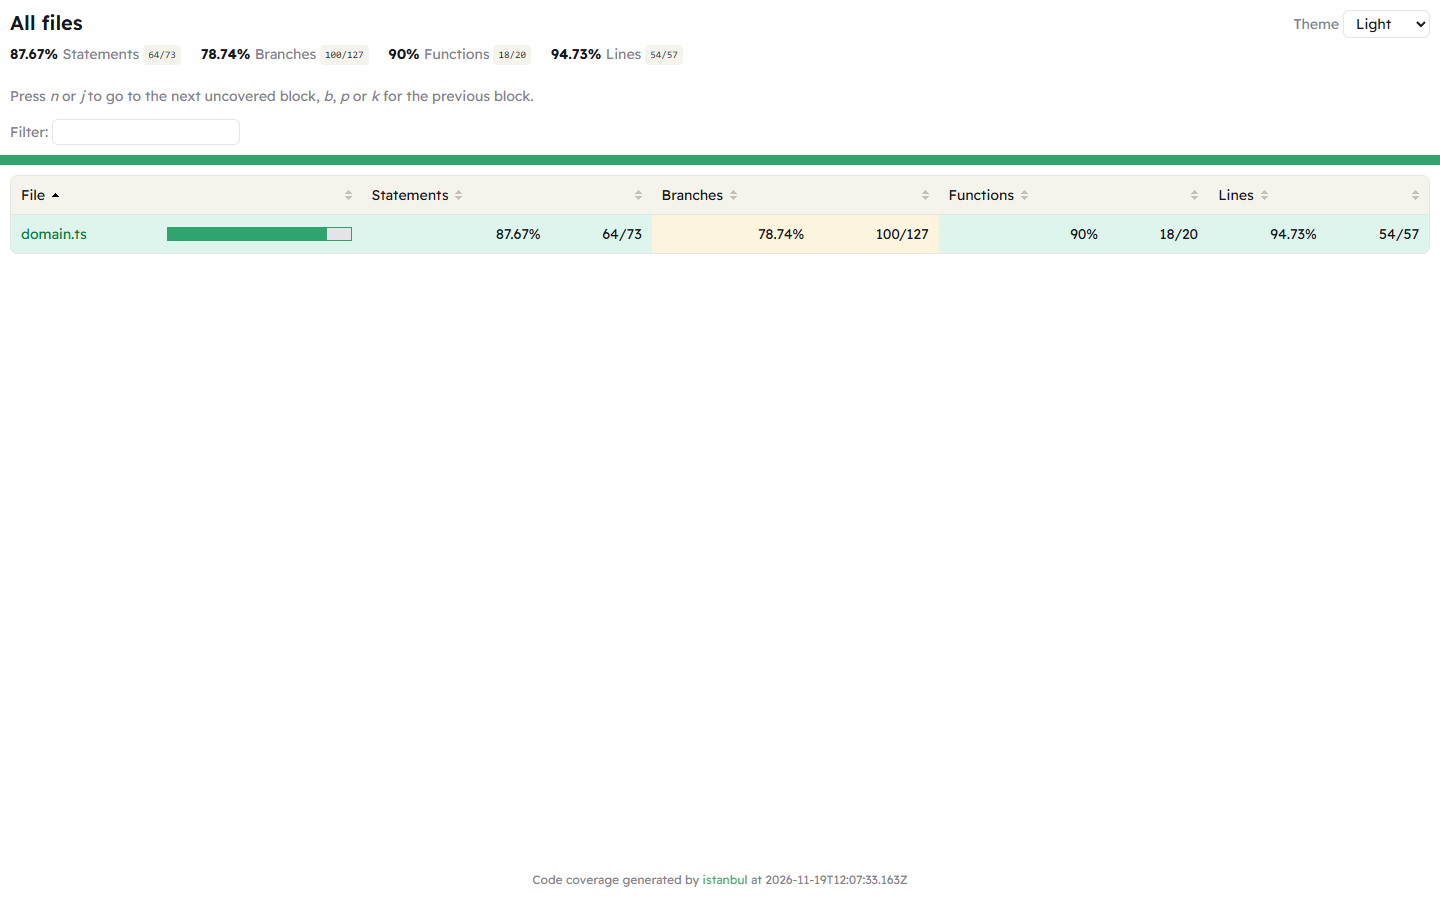 All files
Theme Light
87.67% Statements 64/73 78.74% Branches 100/127 90% Functions 18/20 94.73% Lines 54/57
Press n or j to go to the next uncovered block, b, p or k for the previous block.
Filter:
File Statements Branches Functions Lines
domain.ts 87.67% 64/73 78.74% 100/127 90% 18/20 94.73% 54/57
Code coverage generated by istanbul at 2026-11-19T12:07:33.163Z